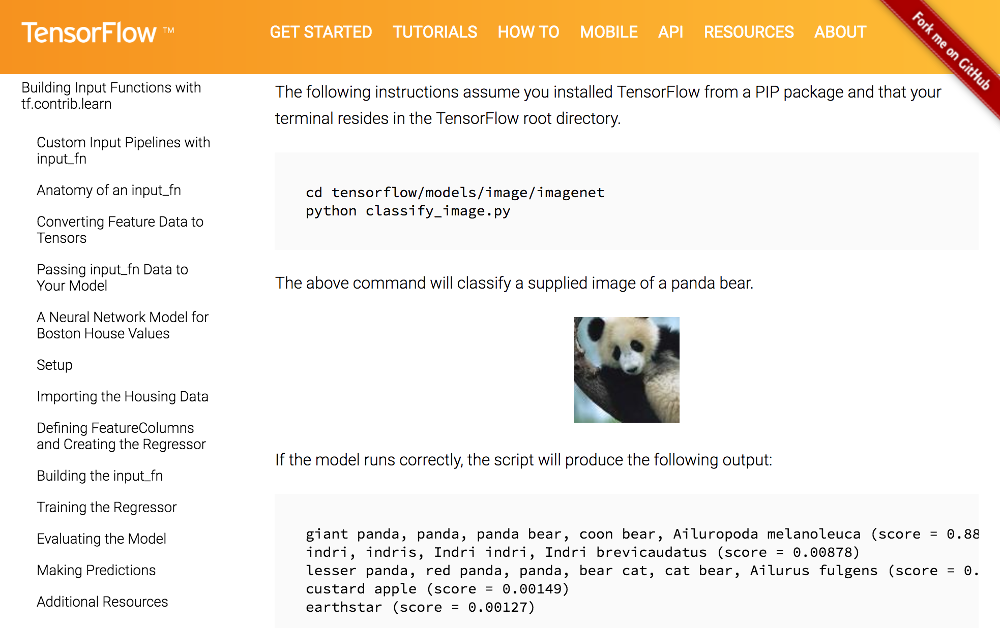 TensorFlow ™
GET STARTED TUTORIALS HOW TO MOBILE API RESOURCES ABOUT
Fork me on GitHub
Building Input Functions with
tf.contrib.learn
Custom Input Pipelines with
input_fn
Anatomy of an input_fn
Converting Feature Data to
Tensors
Passing input_fn Data to
Your Model
A Neural Network Model for
Boston House Values
Setup
Importing the Housing Data
Defining FeatureColumns
and Creating the Regressor
Building the input_fn
Training the Regressor
Evaluating the Model
Making Predictions
Additional Resources
The following instructions assume you installed TensorFlow from a PIP package and that your
terminal resides in the TensorFlow root directory.
cd tensorflow/models/image/imagenet
python classify_image.py
The above command will classify a supplied image of a panda bear.
If the model runs correctly, the script will produce the following output:
giant panda, panda, panda bear, coon bear, Ailuropoda melanoleuca (score = 0.88
indri, indris, Indri indri, Indri brevicaudatus (score = 0.00878)
lesser panda, red panda, panda, bear cat, cat bear, Ailurus fulgens (score = 0.
custard apple (score = 0.00149)
earthstar (score = 0.00127)